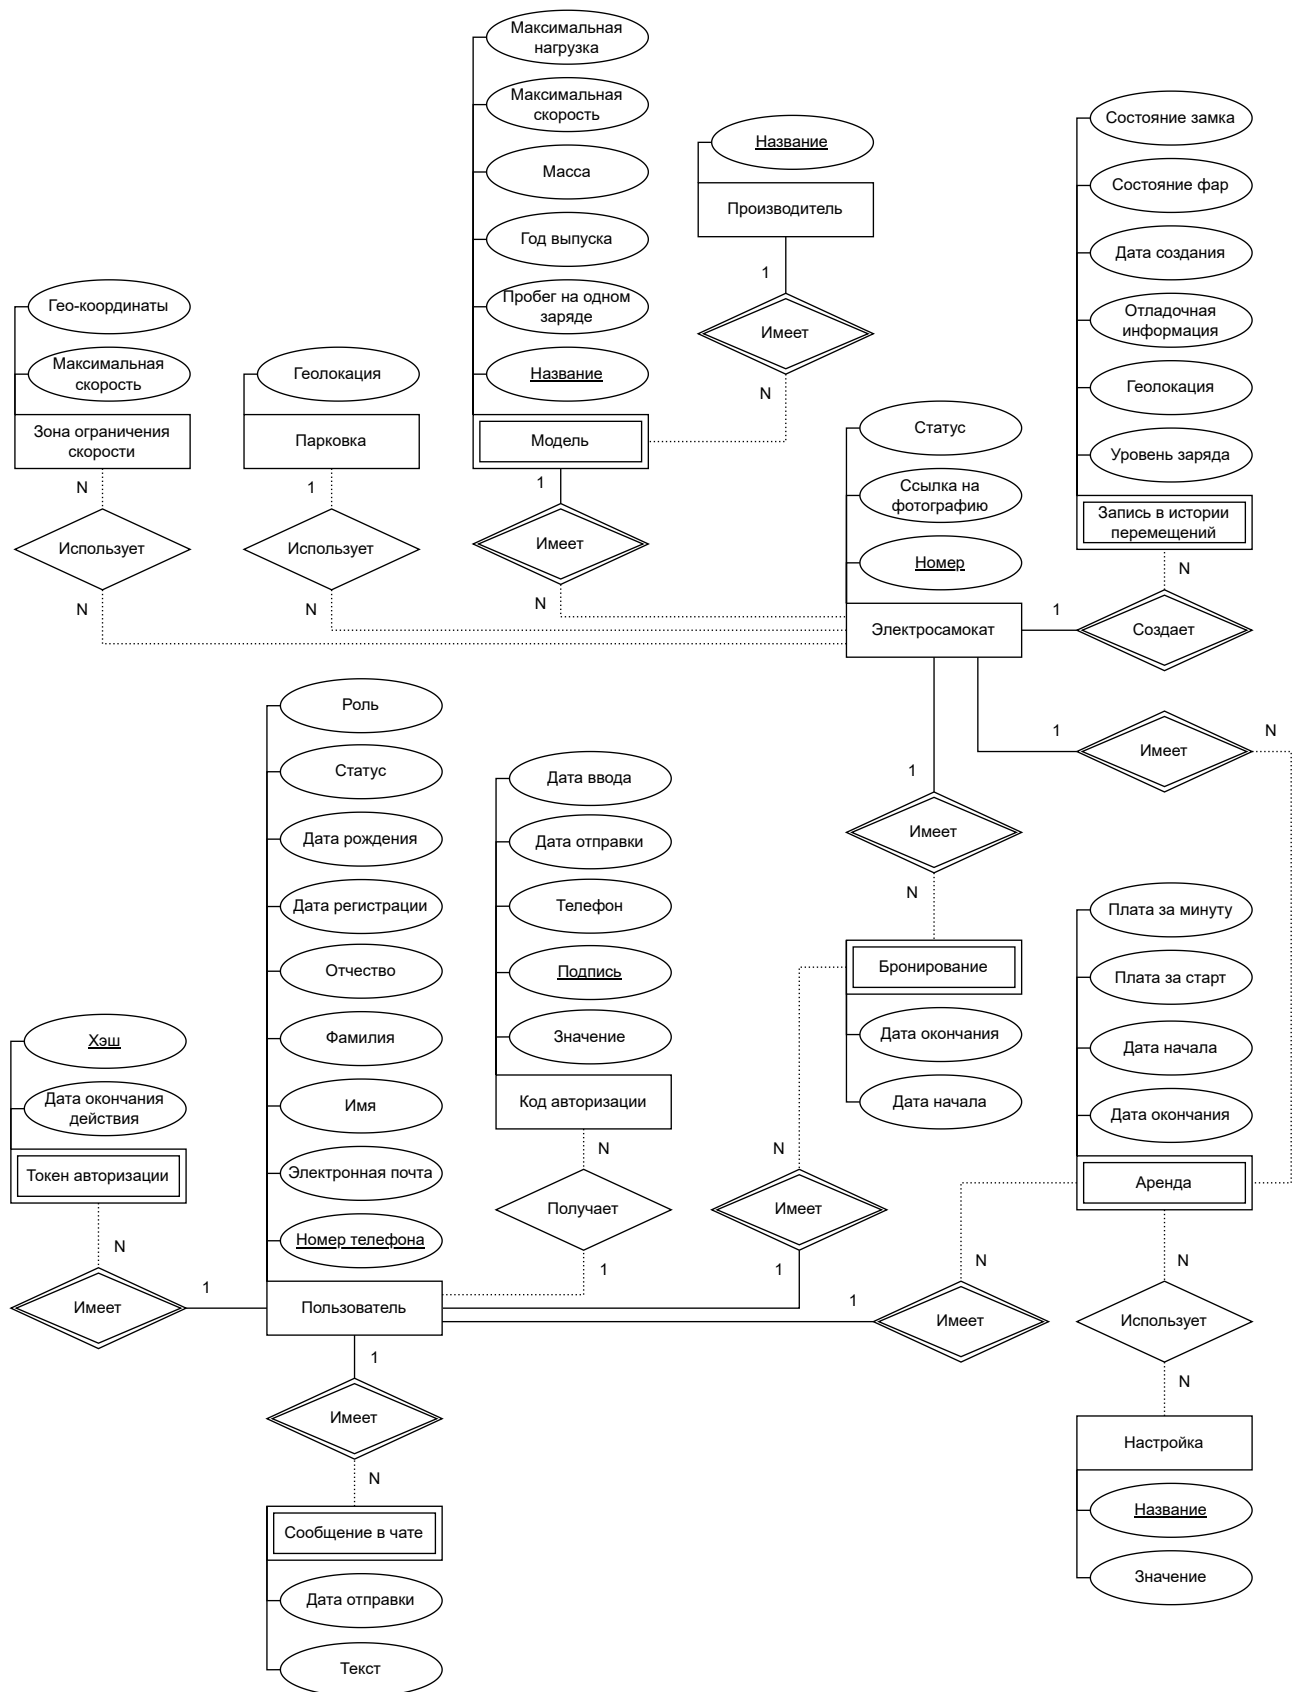 Максимальная
нагрузка
Максимальная
скорость
Масса
Год выпуска
Пробег на одном
заряде
Название
Модель
1
Имеет
N
Название
Производитель
1
Имеет
N
Состояние замка
Состояние фар
Дата создания
Отладочная
информация
Геолокация
Уровень заряда
Запись в истории
перемещений
N
Создает
1
Гео-координаты
Максимальная
скорость
Зона ограничения
скорости
N
Использует
N
Геолокация
Парковка
1
Использует
N
Статус
Ссылка на
фотографию
Номер
Электросамокат
1
Имеет
N
1
Имеет
N
Роль
Статус
Дата рождения
Дата регистрации
Отчество
Фамилия
Имя
Электронная почта
Номер телефона
Пользователь
Дата ввода
Дата отправки
Телефон
Подпись
Значение
Код авторизации
N
Получает
1
Бронирование
Дата окончания
Дата начала
N
Имеет
1
Плата за минуту
Плата за старт
Дата начала
Дата окончания
Аренда
N
Имеет
1
N
Использует
N
Настройка
Название
Значение
Хэш
Дата окончания
действия
Токен авторизации
N
Имеет
1
1
Имеет
N
Сообщение в чате
Дата отправки
Текст